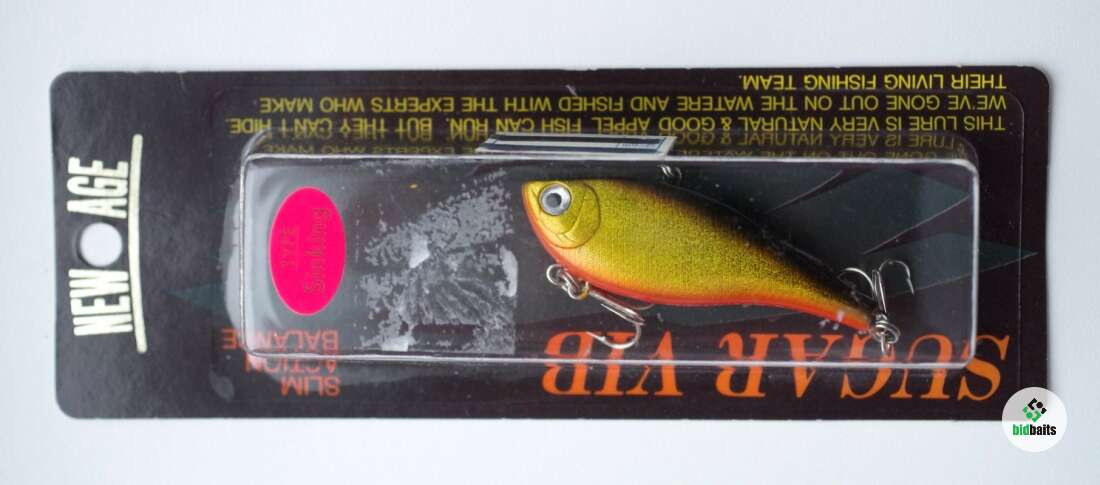 NEW AGE
SUGAR VIB
SLIM
ACTION
BALANCE
TYPE
Sinking
THIS LURE IS VERY NATURAL & GOOD APPEL FISH CAN RUN, BUT THEY CAN'T HIDE.
WE'VE GONE OUT ON THE WATERE AND FISHED WITH THE EXPERTS WHO MAKE
THEIR LIVING FISHING TEAM.
bidbaits